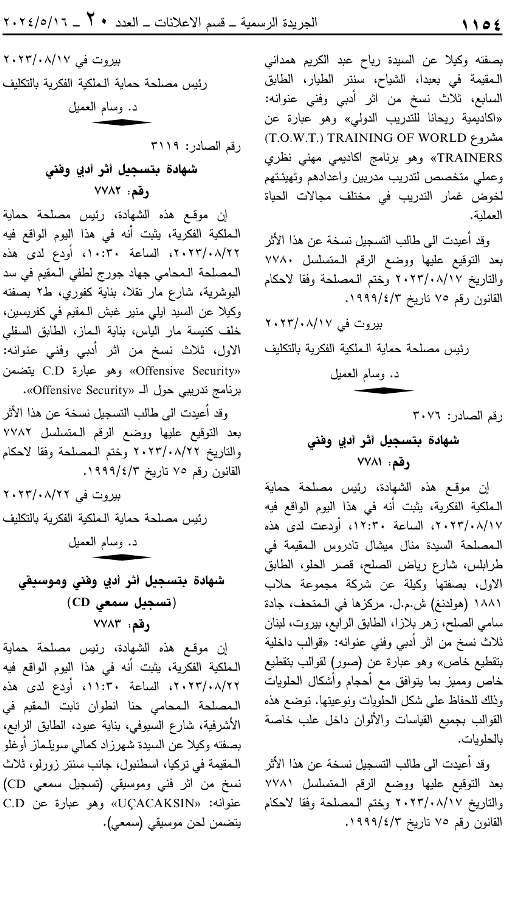 ١١٥٤
الجريدة الرسمية ــ قسم الاعلانات ــ العدد ٢٠ ــ ٢٠٢٤/٥/١٦
بصفته وكيلا عن السيدة رباح عبد الكريم همداني
المقيمة في بعبدا، الشياح، سنتر الطيار، الطابق
السابع، ثلاث نسخ من اثر أدبي وفني عنوانه:
«اكاديمية ريحانا للتدريب الدولي» وهو عبارة عن
مشروع T.O.W.T.) TRAINING OF WORLD)
TRAINERS» وهو برنامج اكاديمي مهني نظري
وعملي متخصص لتدريب مدربين واعدادهم وتهيئتهم
لخوض غمار التدريب في مختلف مجالات الحياة
العملية.
وقد أعيدت الى طالب التسجيل نسخة عن هذا الأثر
بعد التوقيع عليها ووضع الرقم المتسلسل ٧٧٨٠
والتاريخ ٢٠٢٣/٠٨/١٧ وختم المصلحة وفقا لاحكام
القانون رقم ٧٥ تاريخ ١٩٩٩/٤/٣.
بيروت في ٢٠٢٣/٠٨/١٧
رئيس مصلحة حماية الملكية الفكرية بالتكليف
د. وسام العميل
رقم الصادر: ٣٠٧٦
شهادة بتسجيل أثر أدبي وفني
رقم: ٧٧٨١
إن موقع هذه الشهادة، رئيس مصلحة حماية
الملكية الفكرية، يثبت أنه في هذا اليوم الواقع فيه
٢٠٢٣/٠٨/١٧، الساعة ١٢:٣٠، أودعت لدى هذه
المصلحة السيدة منال ميشال تادروس المقيمة في
طرابلس، شارع رياض الصلح، قصر الحلو، الطابق
الاول، بصفتها وكيلة عن شركة مجموعة حلاب
١٨٨١ (هولدنغ) ش.م.ل. مركزها في المتحف، جادة
سامي الصلح، زهر بلازا، الطابق الرابع، بيروت، لبنان
ثلاث نسخ من اثر أدبي وفني عنوانه: «قوالب داخلية
بتقطيع خاص» وهو عبارة عن (صور) لقوالب بتقطيع
خاص ومميز بما يتوافق مع أحجام وأشكال الحلويات
وذلك للحفاظ على شكل الحلويات ونوعيتها. توضع هذه
القوالب بجميع القياسات والألوان داخل علب خاصة
بالحلويات.
وقد أعيدت الى طالب التسجيل نسخة عن هذا الأثر
بعد التوقيع عليها ووضع الرقم المتسلسل ٧٧٨١
والتاريخ ٢٠٢٣/٠٨/١٧ وختم المصلحة وفقا لاحكام
القانون رقم ٧٥ تاريخ ١٩٩٩/٤/٣.
بيروت في ٢٠٢٣/٠٨/١٧
رئيس مصلحة حماية الملكية الفكرية بالتكليف
د. وسام العميل
رقم الصادر: ٣١١٩
شهادة بتسجيل أثر أدبي وفني
رقم: ٧٧٨٢
إن موقع هذه الشهادة، رئيس مصلحة حماية
الملكية الفكرية، يثبت أنه في هذا اليوم الواقع فيه
٢٠٢٣/٠٨/٢٢، الساعة ١٠:٣٠، أودع لدى هذه
المصلحة المحامي جهاد جورج لطفي المقيم في سد
البوشرية، شارع مار تقلا، بناية كفوري، ط٢ بصفته
وكيلا عن السيد ايلي منير غبش المقيم في كفريسين،
خلف كنيسة مار الياس، بناية الماز، الطابق السفلي
الاول، ثلاث نسخ من اثر أدبي وفني عنوانه:
«Offensive Security» وهو عبارة C.D يتضمن
برنامج تدريبي حول الـ «Offensive Security».
وقد أعيدت الى طالب التسجيل نسخة عن هذا الأثر
بعد التوقيع عليها ووضع الرقم المتسلسل ٧٧٨٢
والتاريخ ٢٠٢٣/٠٨/٢٢ وختم المصلحة وفقا لاحكام
القانون رقم ٧٥ تاريخ ١٩٩٩/٤/٣.
بيروت في ٢٠٢٣/٠٨/٢٢
رئيس مصلحة حماية الملكية الفكرية بالتكليف
د. وسام العميل
شهادة بتسجيل أثر أدبي وفني وموسيقي
(تسجيل سمعي CD)
رقم: ٧٧٨٣
إن موقع هذه الشهادة، رئيس مصلحة حماية
الملكية الفكرية، يثبت أنه في هذا اليوم الواقع فيه
٢٠٢٣/٠٨/٢٢، الساعة ١١:٣٠، أودع لدى هذه
المصلحة المحامي حنا انطوان ثابت المقيم في
الأشرفية، شارع السيوفي، بناية عبود، الطابق الرابع،
بصفته وكيلا عن السيدة شهرزاد كمالي سويلماز أوغلو
المقيمة في تركيا، اسطنبول، جانب سنتر زورلو، ثلاث
نسخ من اثر فني وموسيقي (تسجيل سمعي CD)
عنوانه: «UÇACAKSIN» وهو عبارة عن C.D
يتضمن لحن موسيقي (سمعي).